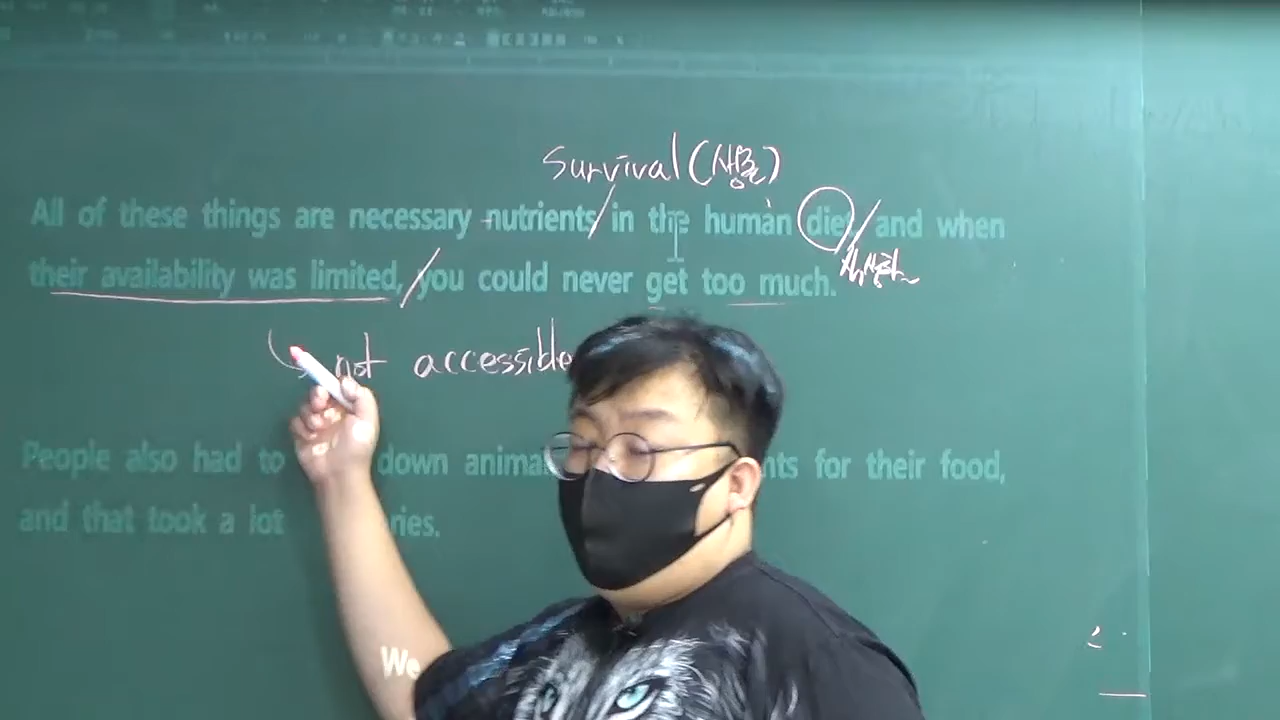 Survival (생존)
All of these things are necessary nutrients/ in the human diet/ and when
their availability was limited,/ you could never get too much.
not accessible
People also had to down anima nts for their food,
and that took a lot ries.
We